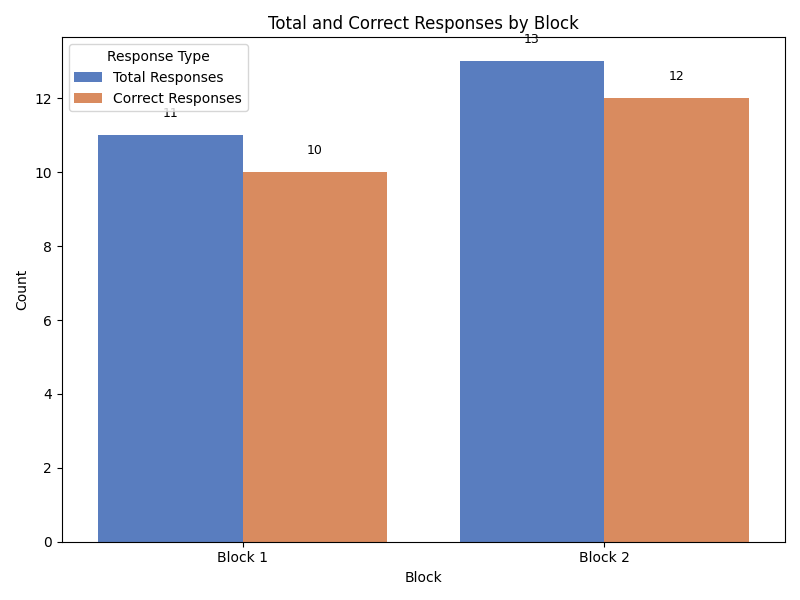 Total and Correct Responses by Block
Response Type
Total Responses
Correct Responses
11
10
13
12
12
10
8
6
4
2
0
Count
Block 1
Block 2
Block